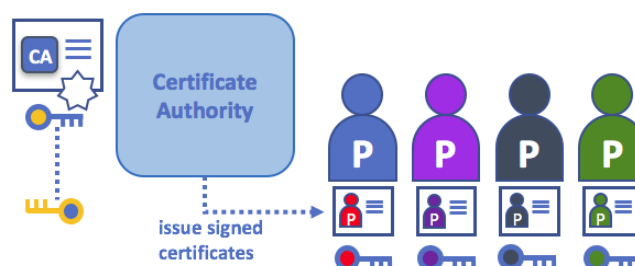 CA
Certificate
Authority
P P P P
P P P P
issue signed
certificates